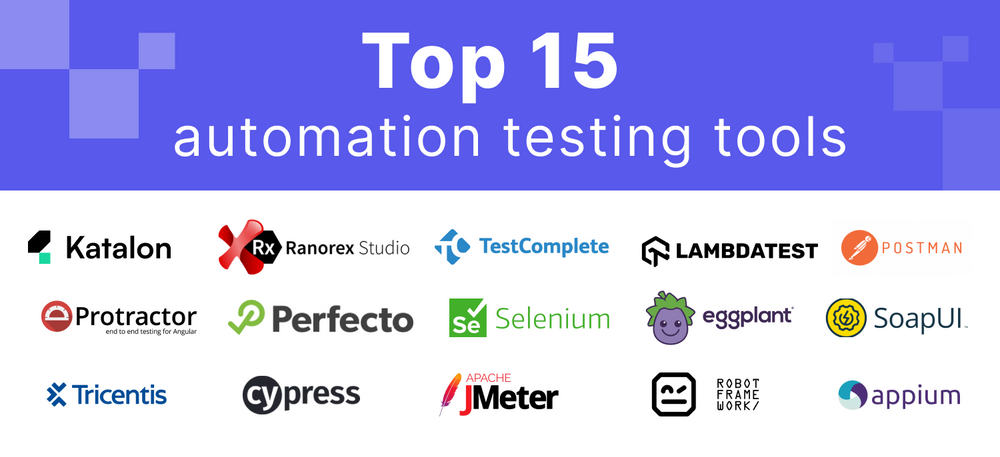 Top 15
automation testing tools
Katalon
Rx Ranorex Studio
TC TestComplete
LAMBDATEST
POSTMAN
Protractor
end to end testing for Angular
Perfecto
Se Selenium
eggplant
SoapUI
Tricentis
cypress
APACHE
JMeter
ROBOT
FRAME
WORK/
appium